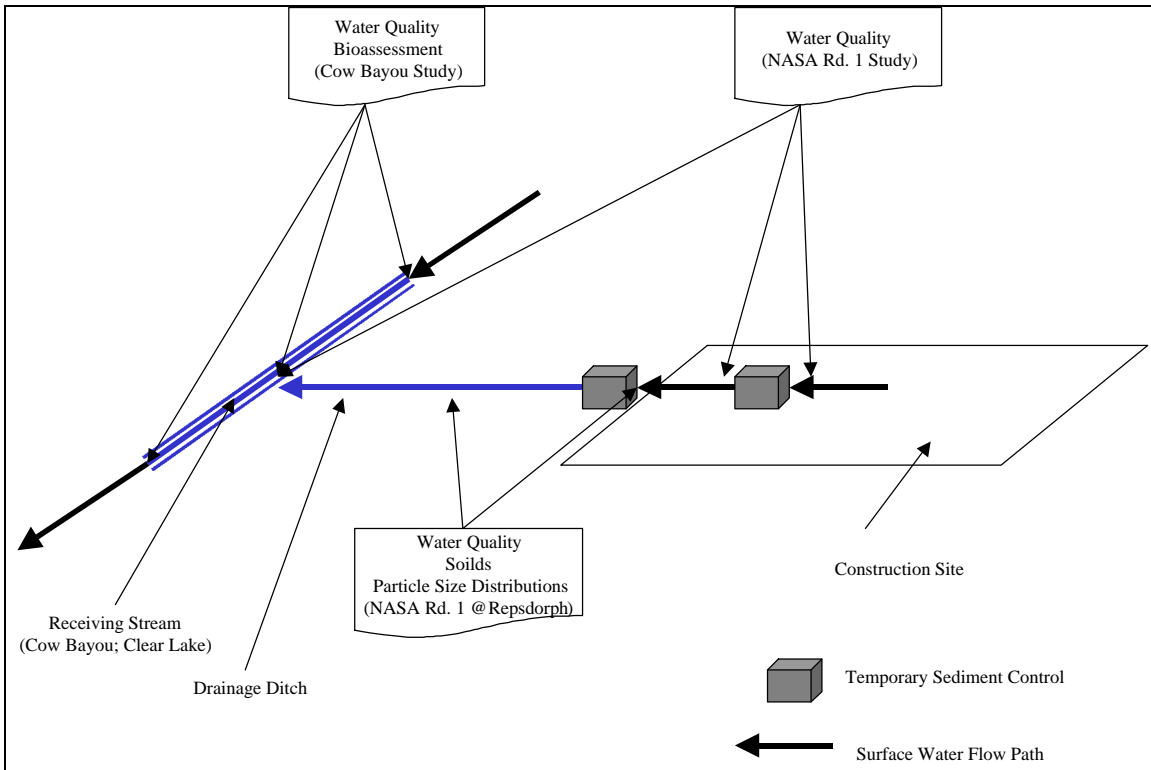 Water Quality
Bioassessment
(Cow Bayou Study)
Water Quality
(NASA Rd. 1 Study)
Water Quality
Soilds
Particle Size Distributions
(NASA Rd. 1 @Repsdorph)
Construction Site
Receiving Stream
(Cow Bayou; Clear Lake)
Drainage Ditch
Temporary Sediment Control
Surface Water Flow Path